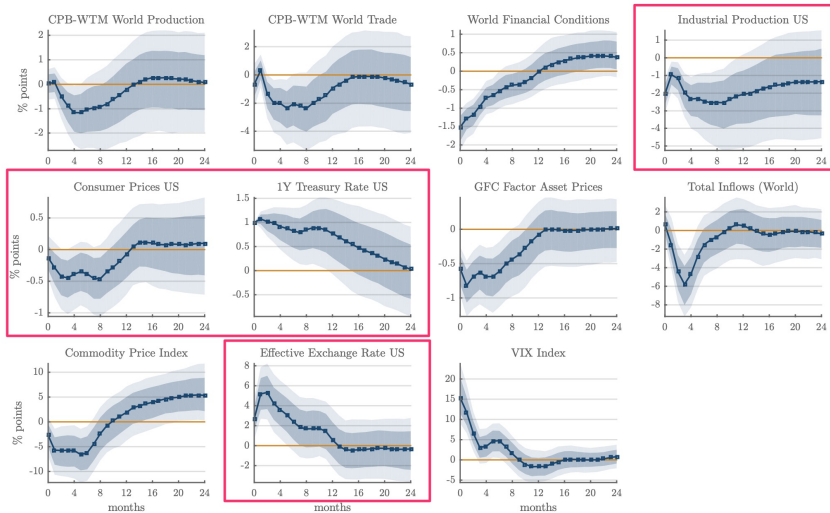 CPB-WTM World Production
CPB-WTM World Trade
World Financial Conditions
Industrial Production US
% points
2
1
0
-1
-2
0 4 8 12 16 20 24
2
0
-2
-4
0 4 8 12 16 20 24
1
0.5
0
-0.5
-1
-1.5
-2
0 4 8 12 16 20 24
1
0
-1
-2
-3
-4
-5
0 4 8 12 16 20 24
Consumer Prices US
1Y Treasury Rate US
GFC Factor Asset Prices
Total Inflows (World)
% points
0.5
0
-0.5
-1
0 4 8 12 16 20 24
1.5
1
0.5
0
-0.5
0 4 8 12 16 20 24
0
-0.5
-1
0 4 8 12 16 20 24
2
0
-2
-4
-6
-8
0 4 8 12 16 20 24
Commodity Price Index
Effective Exchange Rate US
VIX Index
% points
10
5
0
-5
-10
0 4 8 12 16 20 24
months
8
6
4
2
0
-2
0 4 8 12 16 20 24
months
20
15
10
5
0
-5
0 4 8 12 16 20 24
months